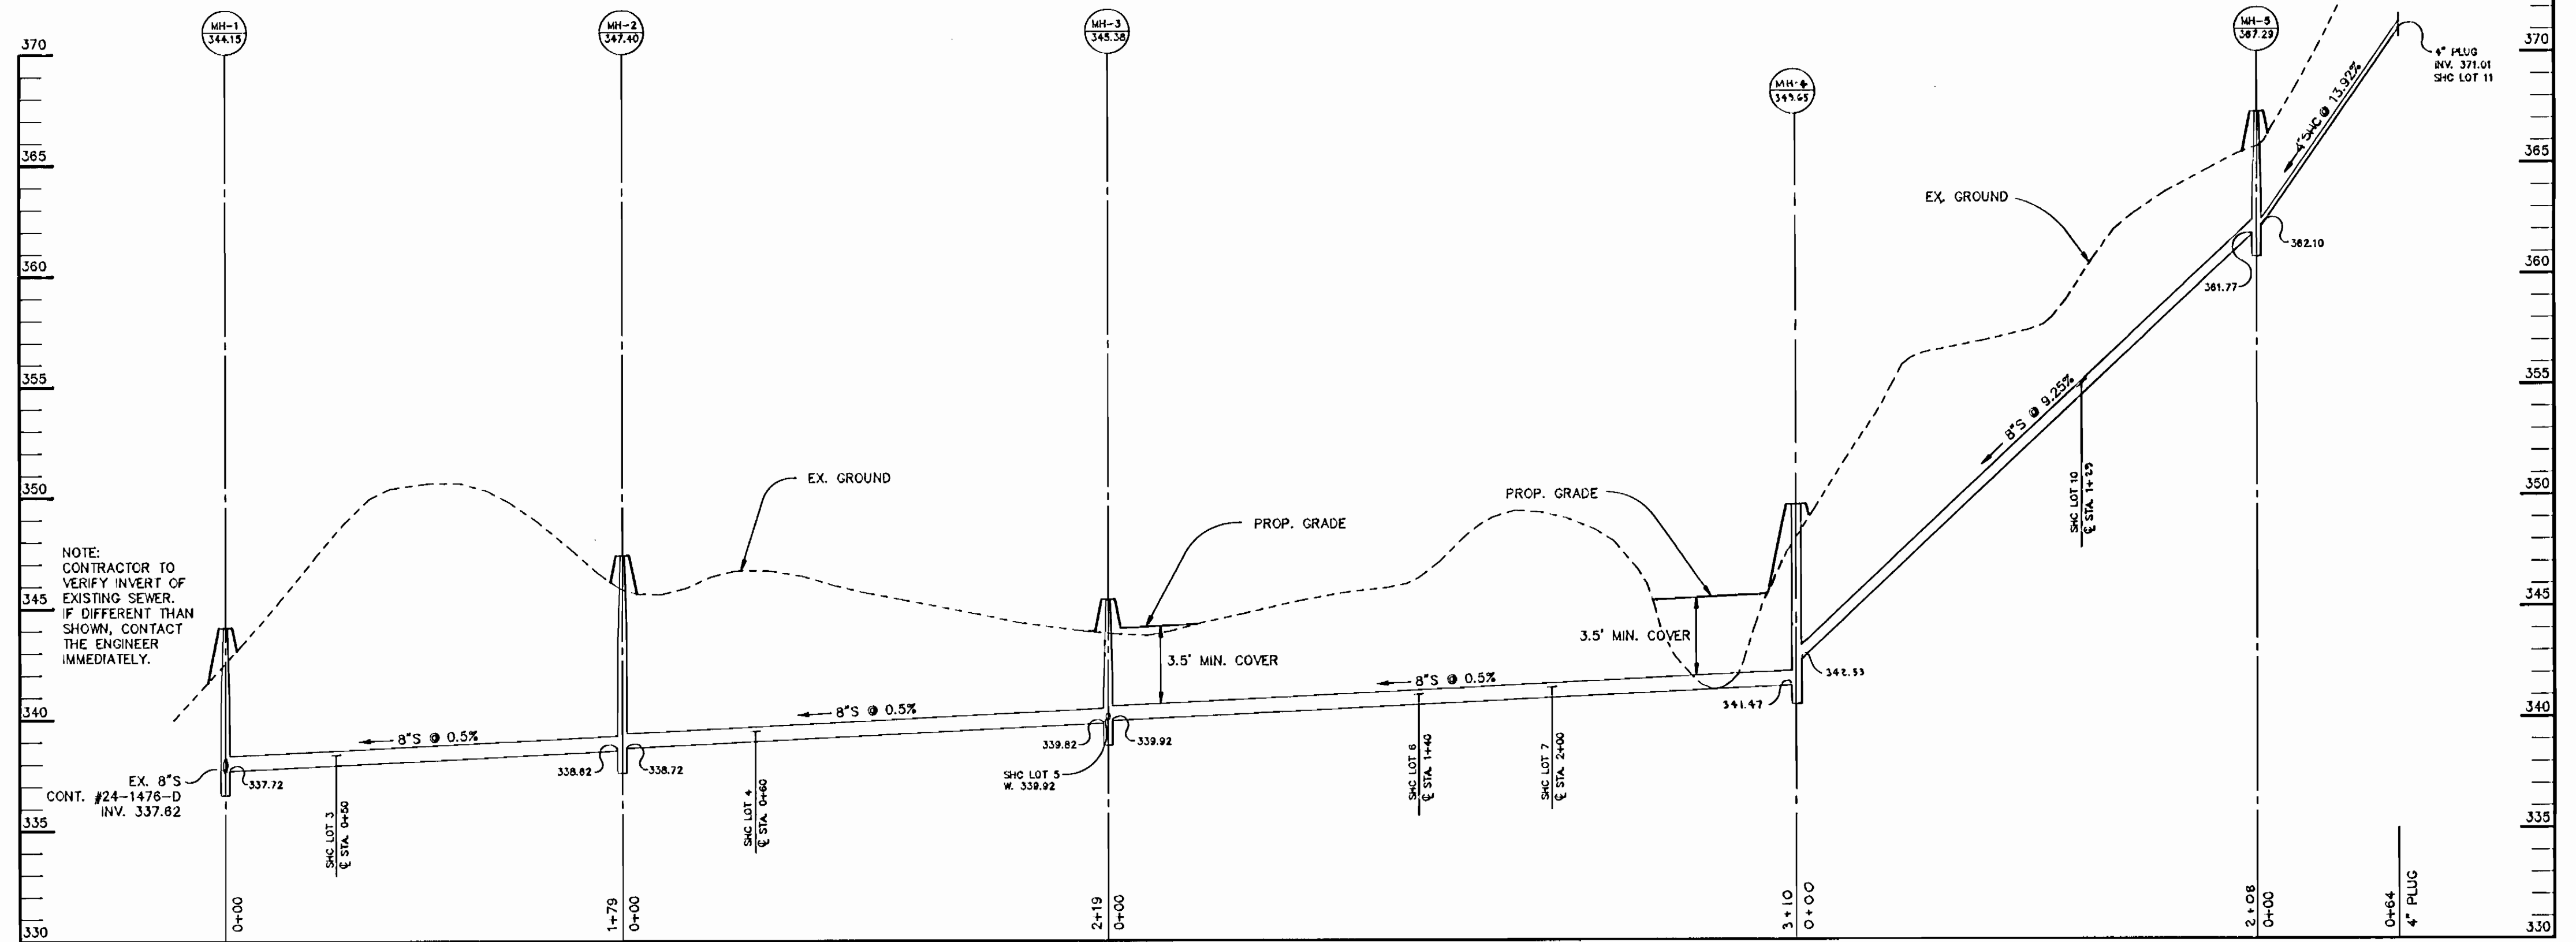 MH-1
344.15
MH-2
347.40
MH-3
345.38
MH-4
349.65
MH-5
367.29
4" PLUG
INV. 371.01
SHC LOT 11
4"SHC @ 13.92%
370
365
360
355
350
345
340
335
330
370
365
360
355
350
345
340
335
330
EX. GROUND
362.10
361.77
8"S @ 9.25%
SHC LOT 10
℄ STA. 1+29
EX. GROUND
PROP. GRADE
PROP. GRADE
NOTE:
CONTRACTOR TO
VERIFY INVERT OF
EXISTING SEWER.
IF DIFFERENT THAN
SHOWN, CONTACT
THE ENGINEER
IMMEDIATELY.
3.5' MIN. COVER
3.5' MIN. COVER
342.53
341.47
8"S @ 0.5%
8"S @ 0.5%
8"S @ 0.5%
339.82
339.92
338.62
338.72
337.72
EX. 8"S
CONT. #24-1476-D
INV. 337.62
SHC LOT 5
W. 339.92
SHC LOT 3
℄ STA. 0+50
SHC LOT 4
℄ STA. 0+60
SHC LOT 6
℄ STA. 1+40
SHC LOT 7
℄ STA. 2+00
0+00
1+79
0+00
2+19
0+00
3+10
0+00
2+08
0+00
0+64
4" PLUG